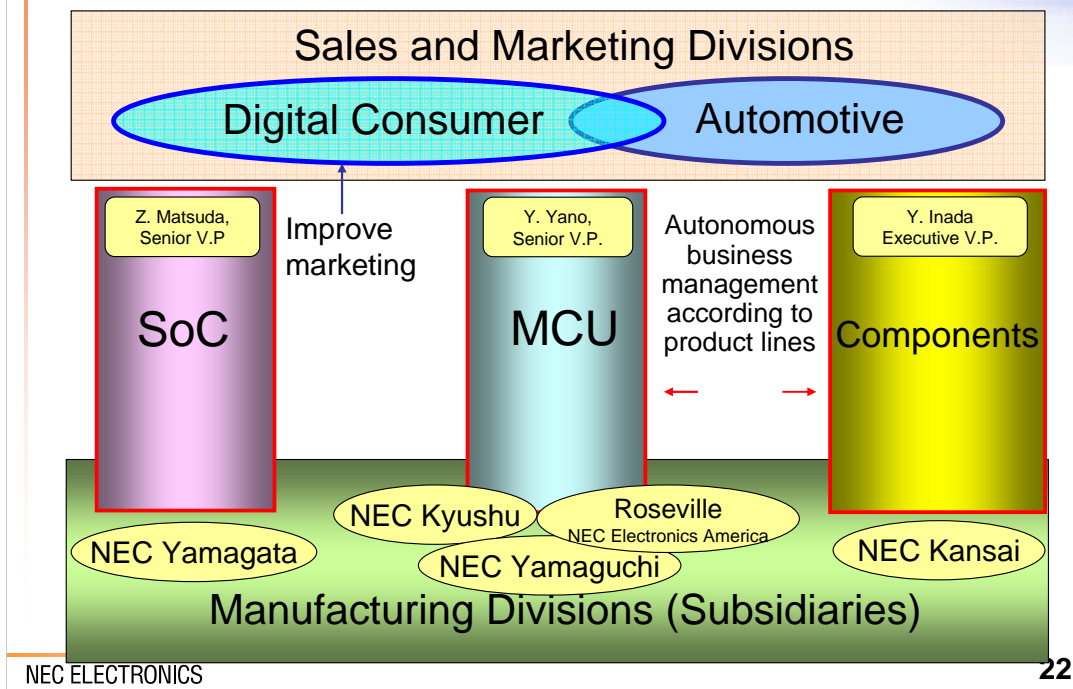 Sales and Marketing Divisions
Digital Consumer
Automotive
Z. Matsuda,
Senior V.P
SoC
Improve
marketing
Y. Yano,
Senior V.P.
MCU
Autonomous
business
management
according to
product lines
Y. Inada
Executive V.P.
Components
NEC Yamagata
NEC Kyushu
Roseville
NEC Electronics America
NEC Yamaguchi
NEC Kansai
Manufacturing Divisions (Subsidiaries)
NEC ELECTRONICS
22